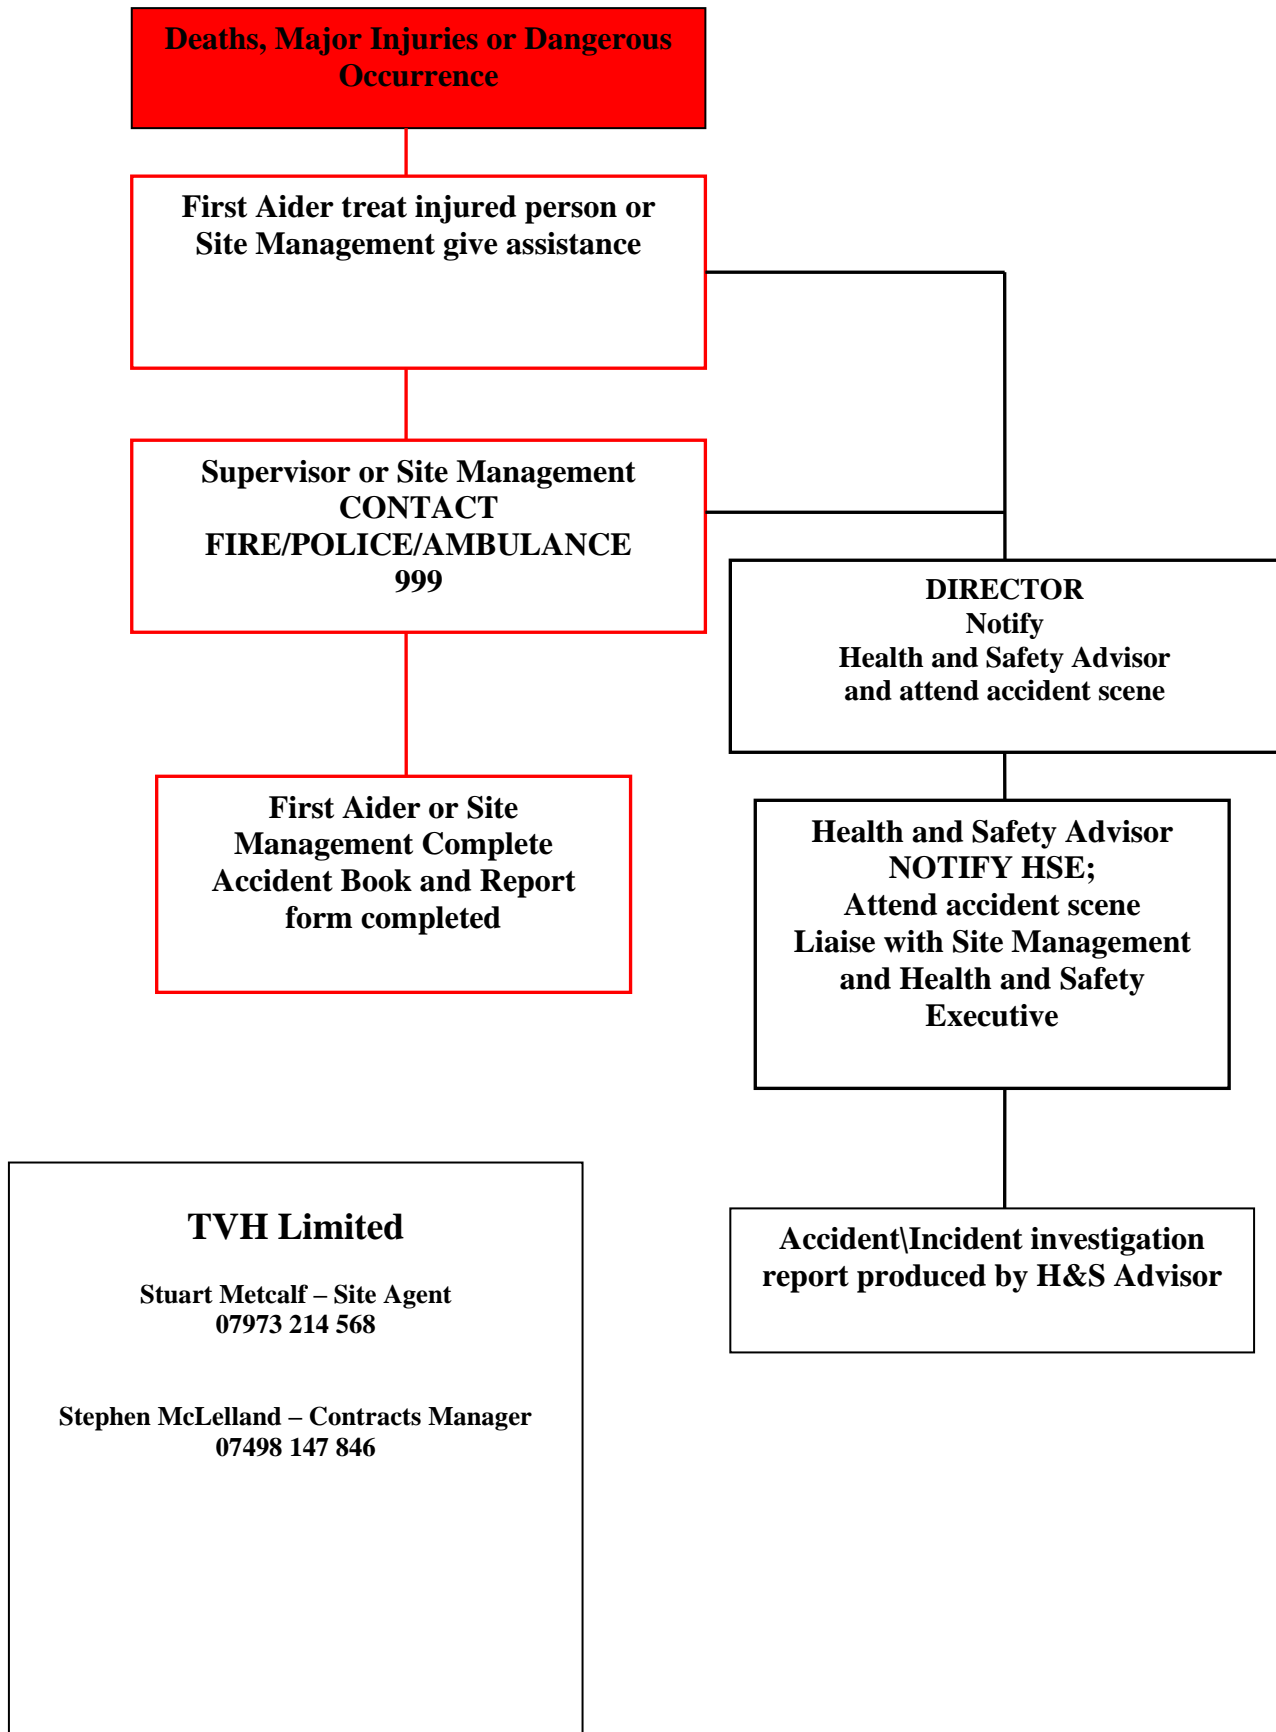 Deaths, Major Injuries or Dangerous
Occurrence
First Aider treat injured person or
Site Management give assistance
Supervisor or Site Management
CONTACT
FIRE/POLICE/AMBULANCE
999
DIRECTOR
Notify
Health and Safety Advisor
and attend accident scene
First Aider or Site
Management Complete
Accident Book and Report
form completed
Health and Safety Advisor
NOTIFY HSE;
Attend accident scene
Liaise with Site Management
and Health and Safety
Executive
TVH Limited
Stuart Metcalf – Site Agent
07973 214 568
Stephen McLelland – Contracts Manager
07498 147 846
Accident\Incident investigation
report produced by H&S Advisor